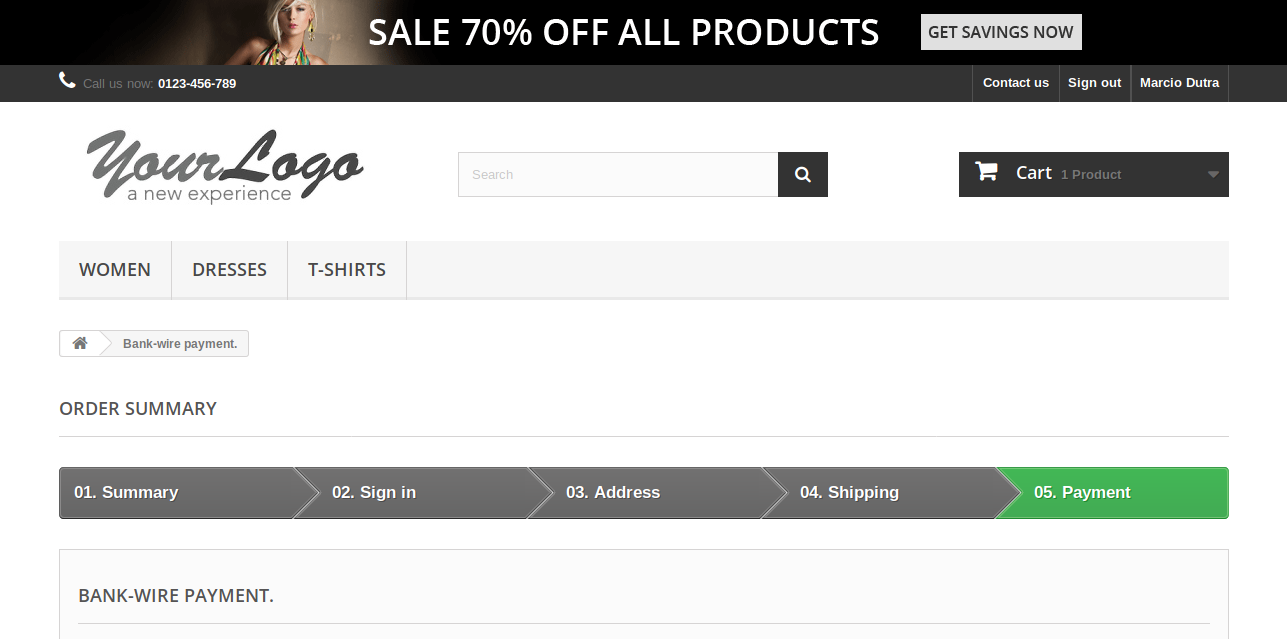 SALE 70% OFF ALL PRODUCTS GET SAVINGS NOW
Call us now: 0123-456-789 Contact us Sign out Marcio Dutra
Your Logo
a new experience
Search
Cart 1 Product
WOMEN DRESSES T-SHIRTS
Bank-wire payment.
ORDER SUMMARY
01. Summary 02. Sign in 03. Address 04. Shipping 05. Payment
BANK-WIRE PAYMENT.